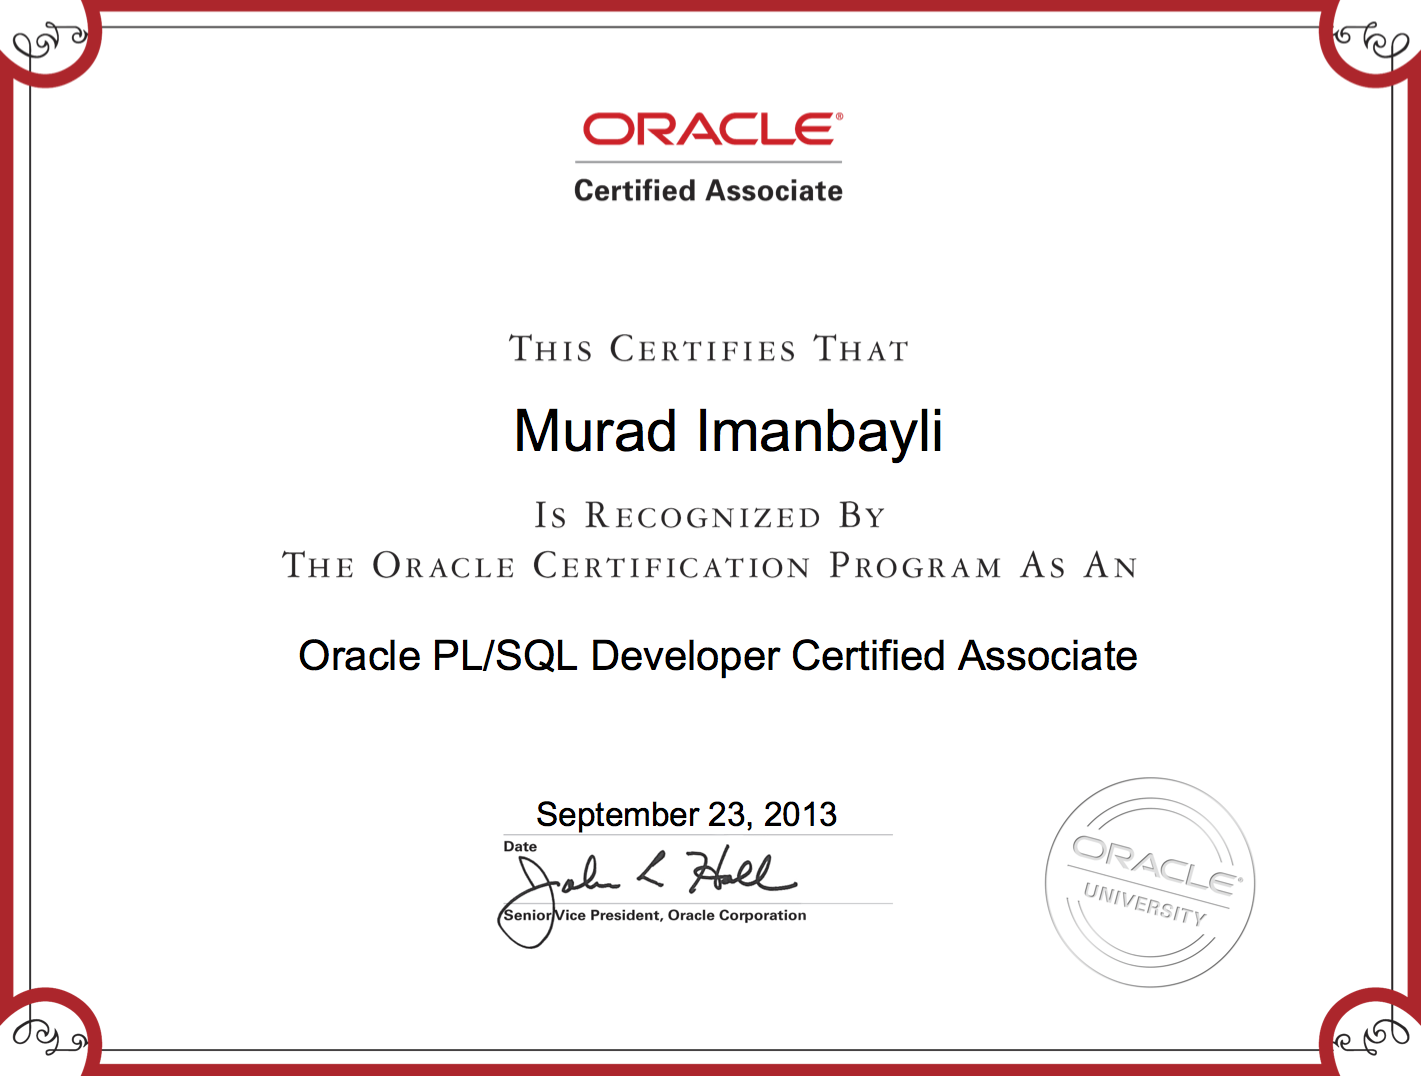 ORACLE®
Certified Associate
THIS CERTIFIES THAT
Murad Imanbayli
IS RECOGNIZED BY
THE ORACLE CERTIFICATION PROGRAM AS AN
Oracle PL/SQL Developer Certified Associate
September 23, 2013
Date
John L Hall
Senior Vice President, Oracle Corporation
ORACLE
UNIVERSITY